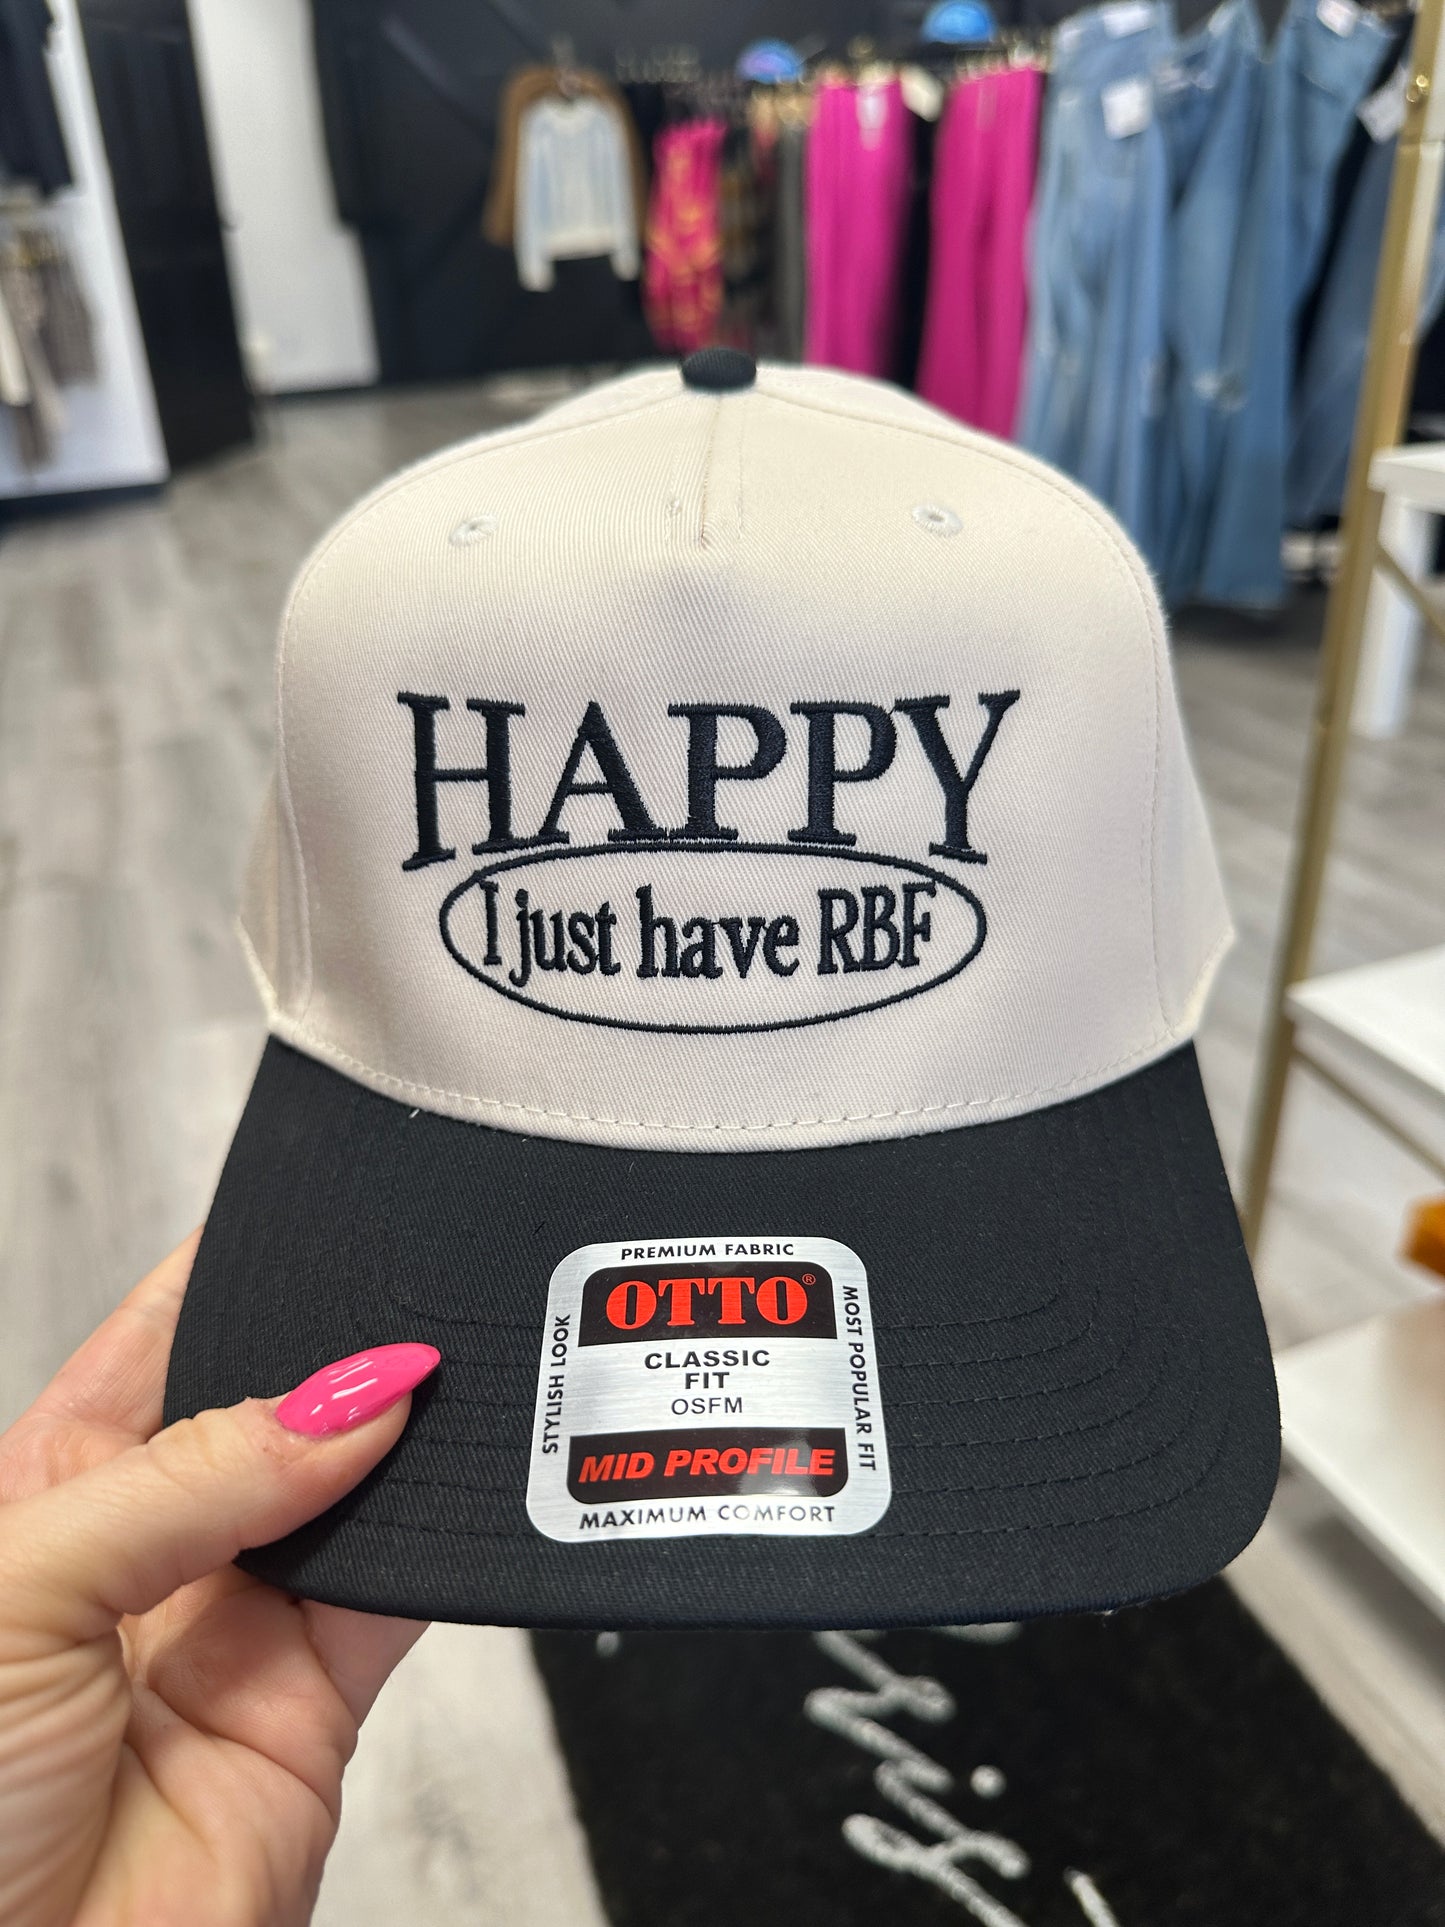 HAPPY
I just have RBF
PREMIUM FABRIC
OTTO®
STYLISH LOOK
CLASSIC
FIT
OSFM
MOST POPULAR FIT
MID PROFILE
MAXIMUM COMFORT